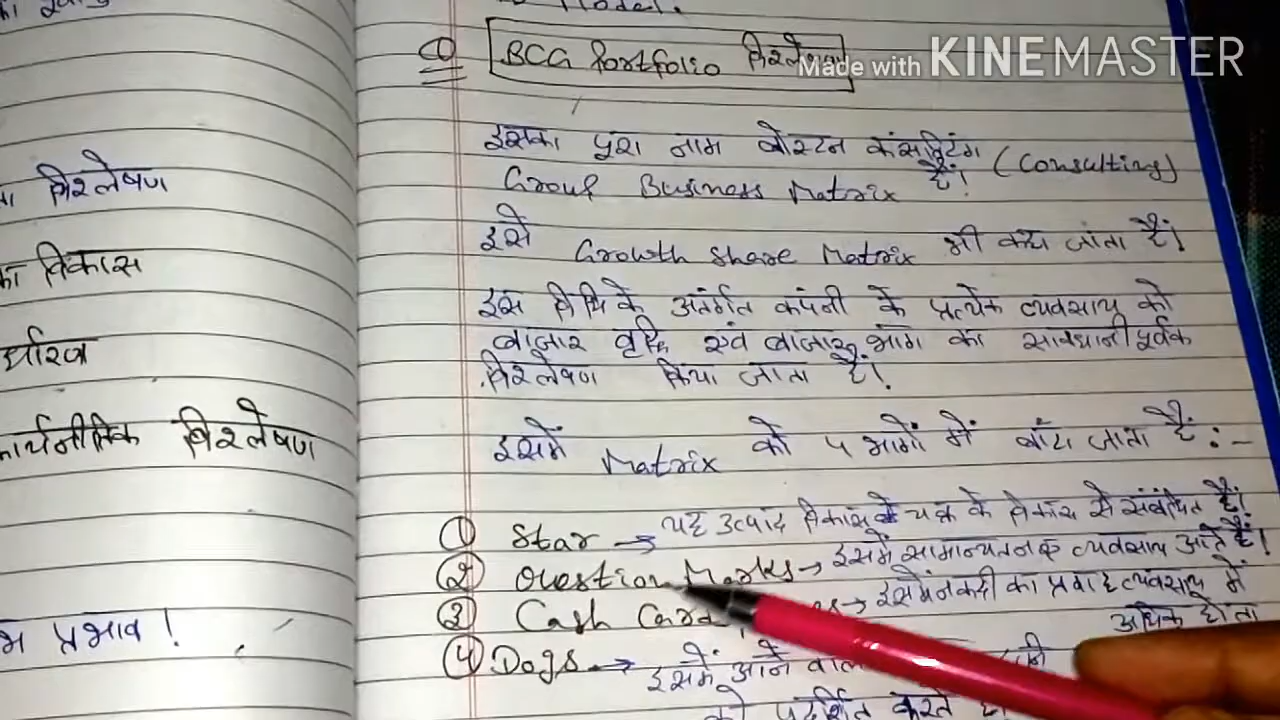 Model.
Made with KINEMASTER
BCG Portfolio विश्लेषण
विश्लेषण
का विकास
कार्यनीतिक विश्लेषण
प्रभाव !
इसका पूरा नाम बोस्टन कंसल्टिंग (Consulting)
Group Business Matrix है!
इसे Growth Share Matrix भी कहा जाता है!
इस विधि के अंतर्गत कंपनी के प्रत्येक व्यवसाय को
बाजार वृद्धि एवं बाजार भाग का सावधानी पूर्वक
विश्लेषण किया जाता है!
इसमें Matrix को 4 भागों में बाँटा जाता है : -
① Star → यह उत्पाद विकास के चक्र के विकास से संबंधित है!
② Question Marks → इसमें सामान्यतन के व्यवसाय आते है!
③ Cash → इसमें नकदी का प्रवाह व्यवसाय में
अधिक होता
④ Dogs → इसमें आने
को प्रदर्शित करते है!